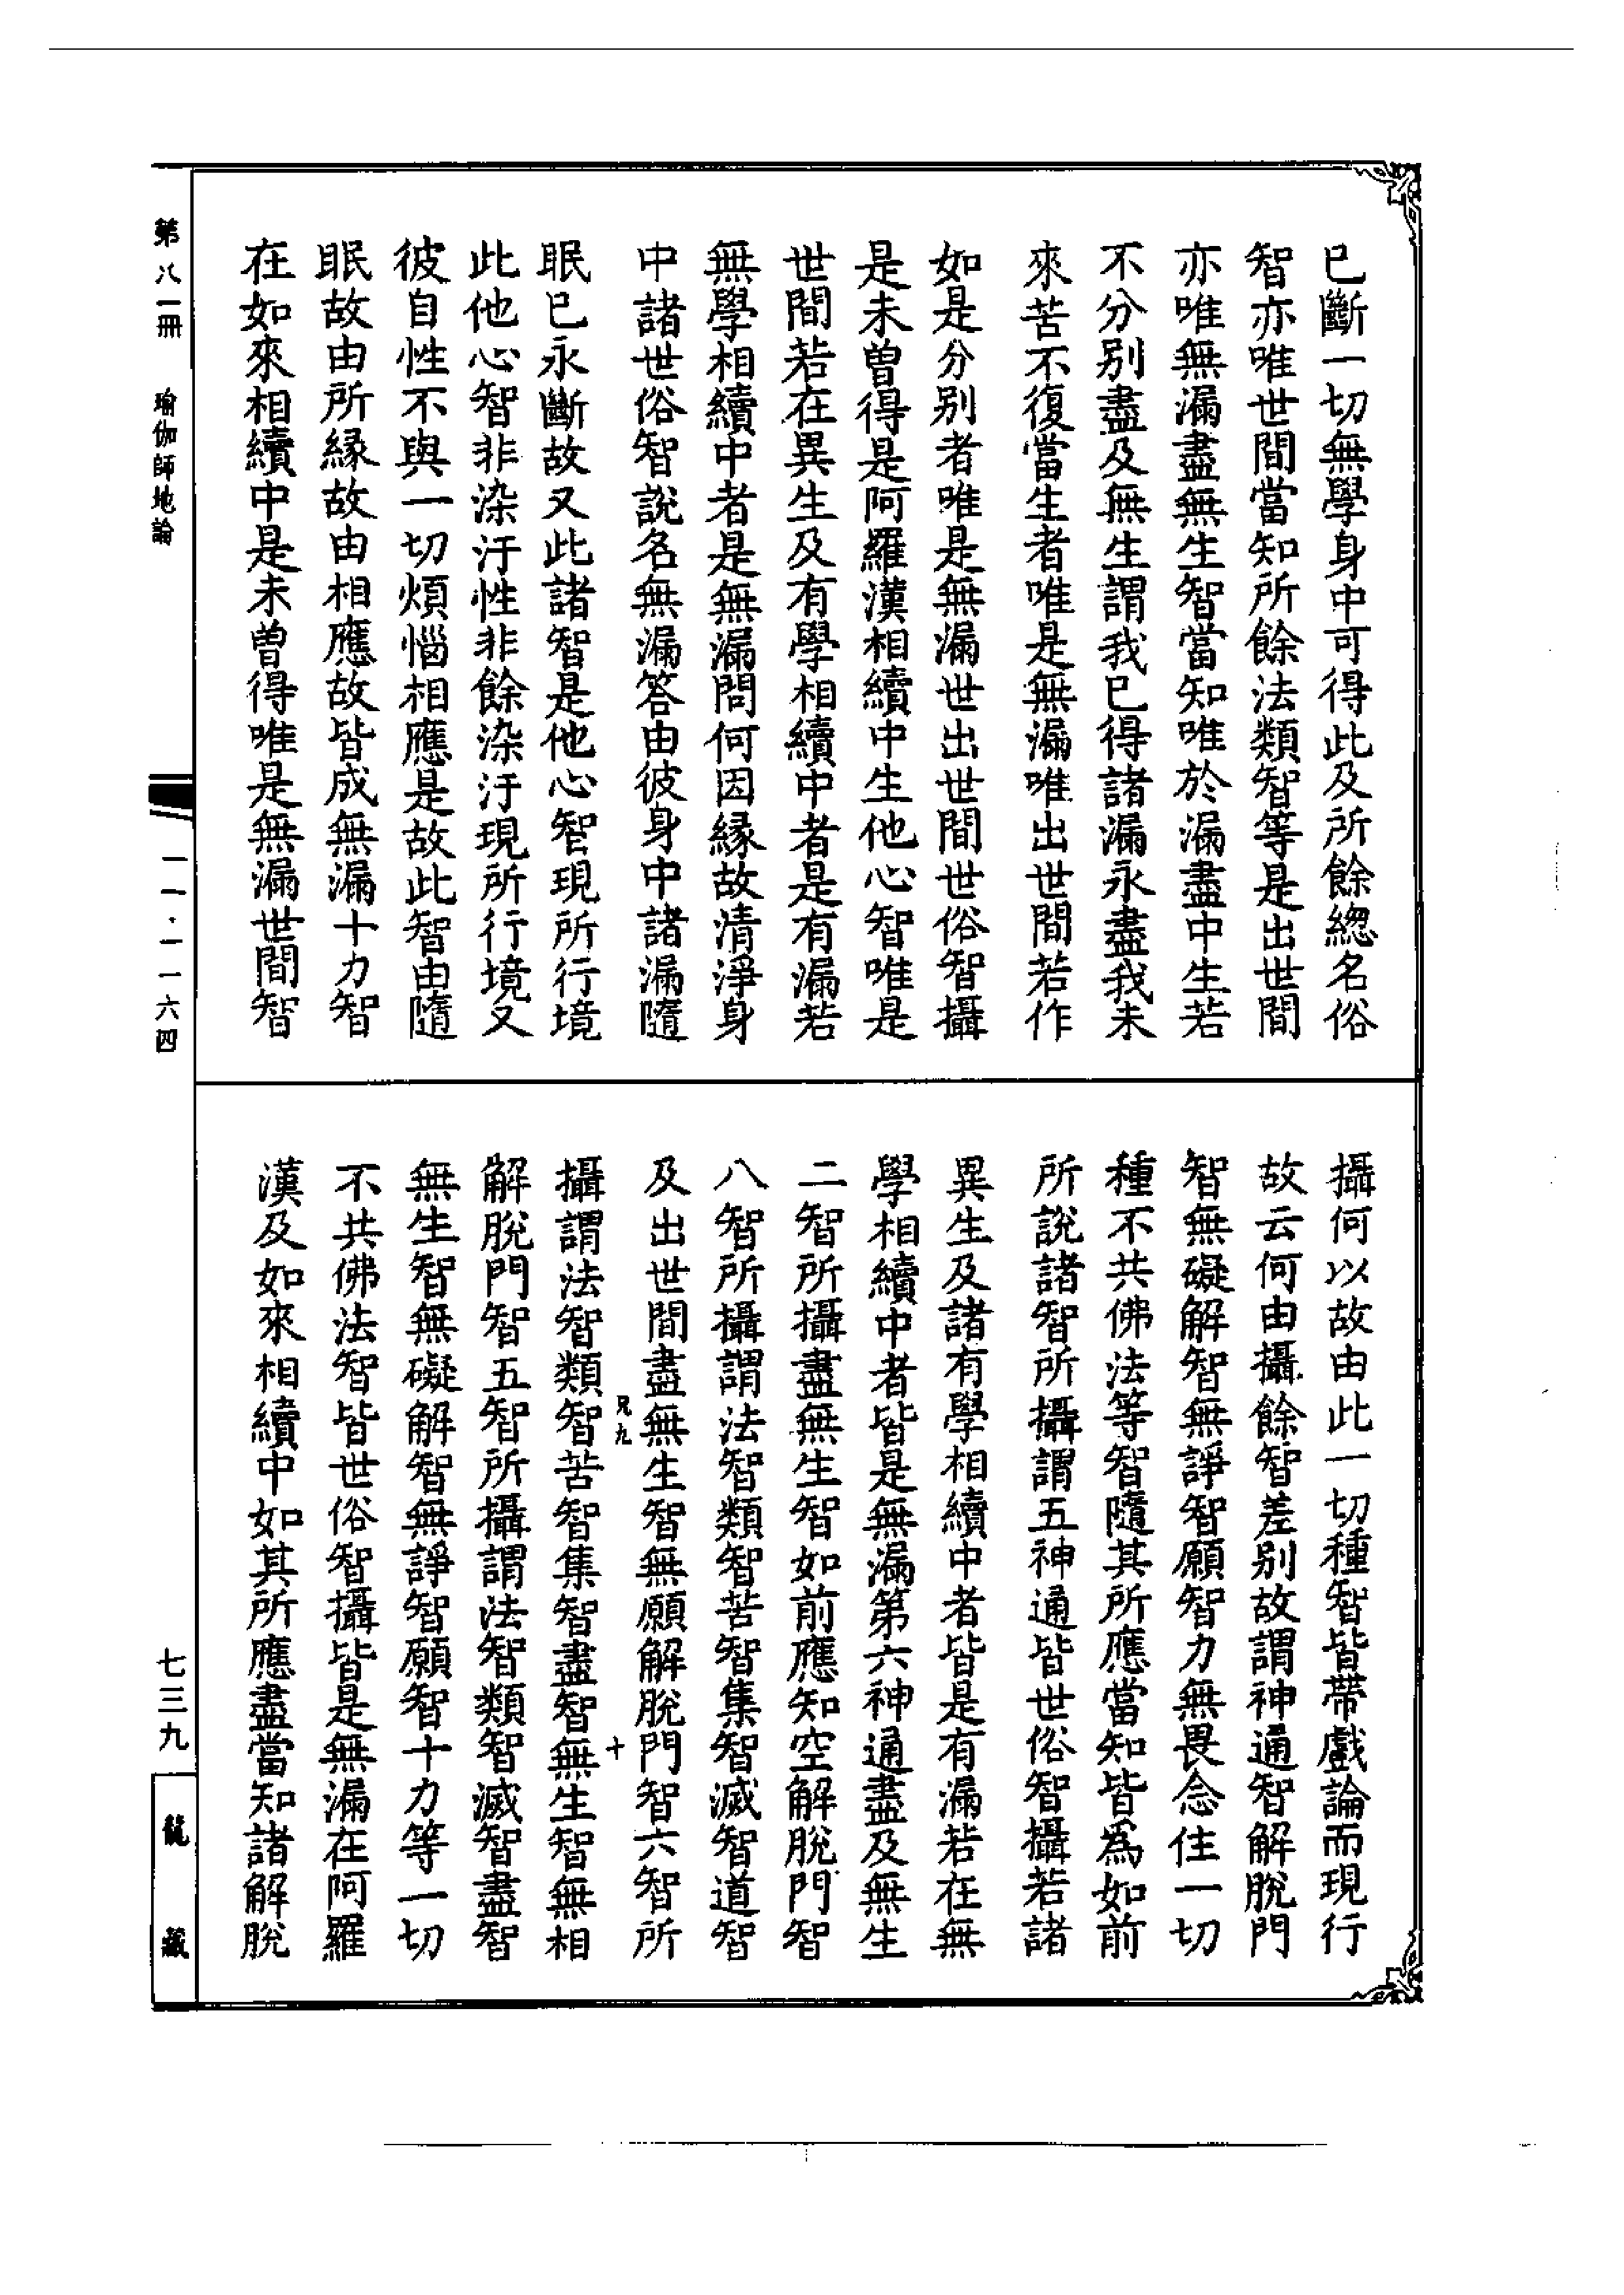 已斷一切無學身中可得此及所餘緫名俗
智亦唯世間當知所餘法類智等是出世間
亦唯無漏盡無生智當知唯於漏盡中生若
不分別盡及無生謂我已得諸漏永盡我未
來苦不復當生者唯是無漏唯出世間若作
如是分別者唯是無漏世出世間世俗智攝
是未曾得是阿羅漢相續中生他心智唯是
世間若在異生及有學相續中者是有漏若
無學相續中者是無漏問何因緣故清淨身
中諸世俗智說名無漏答由彼身中諸漏隨
眠已永斷故又此諸智是他心智現所行境
此他心智非染汙性非餘染汙現所行境又
彼自性不與一切煩惱相應是故此智由隨
眠故由所緣故由相應故皆成無漏十力智
在如來相續中是未曾得唯是無漏世間智
攝何以故由此一切種智皆帶戲論而現行
故云何由攝餘智差別故謂神通智解脫門
智無礙解智無諍智願智力無畏念住一切
種不共佛法等智隨其所應當知皆爲如前
所說諸智所攝謂五神通皆世俗智攝若諸
異生及諸有學相續中者皆是有漏若在無
學相續中者皆是無漏第六神通盡及無生
二智所攝盡無生智如前應知空解脫門智
八智所攝謂法智類智苦智集智滅智道智
及出世間盡無生智無願解脫門智六智所
兄九
十
攝謂法智類智苦智集智盡智無生智無相
解脫門智五智所攝謂法智類智滅智盡智
無生智無礙解智無諍智願智十力等一切
不共佛法智皆世俗智攝皆是無漏在阿羅
漢及如來相續中如其所應盡當知諸解脫
第八一冊 瑜伽師地論
一一·一一六四
七三九
龍藏